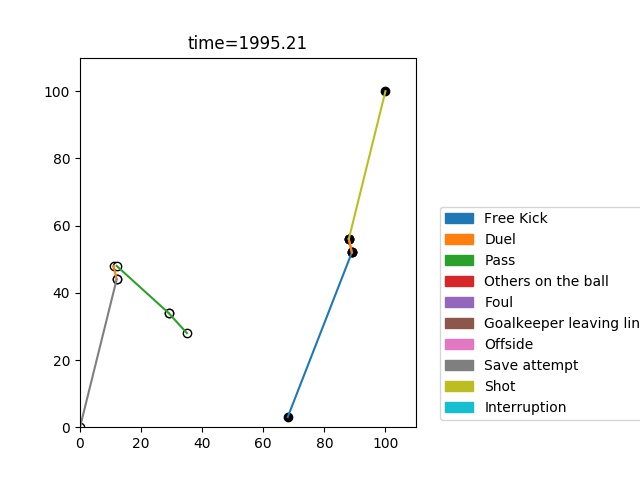 time=1995.21
100
80
60
40
20
0
0 20 40 60 80 100
Free Kick
Duel
Pass
Others on the ball
Foul
Goalkeeper leaving lin
Offside
Save attempt
Shot
Interruption